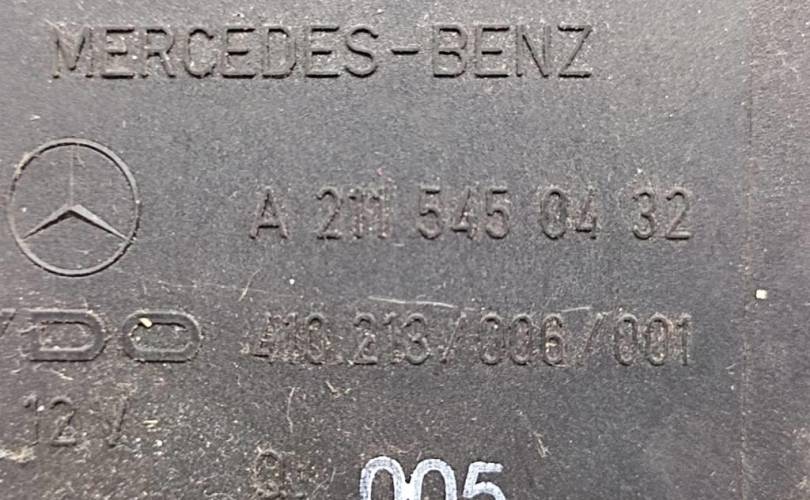 MERCEDES-BENZ
A 211 545 04 32
VDO 410.213/006/001
12 V
005